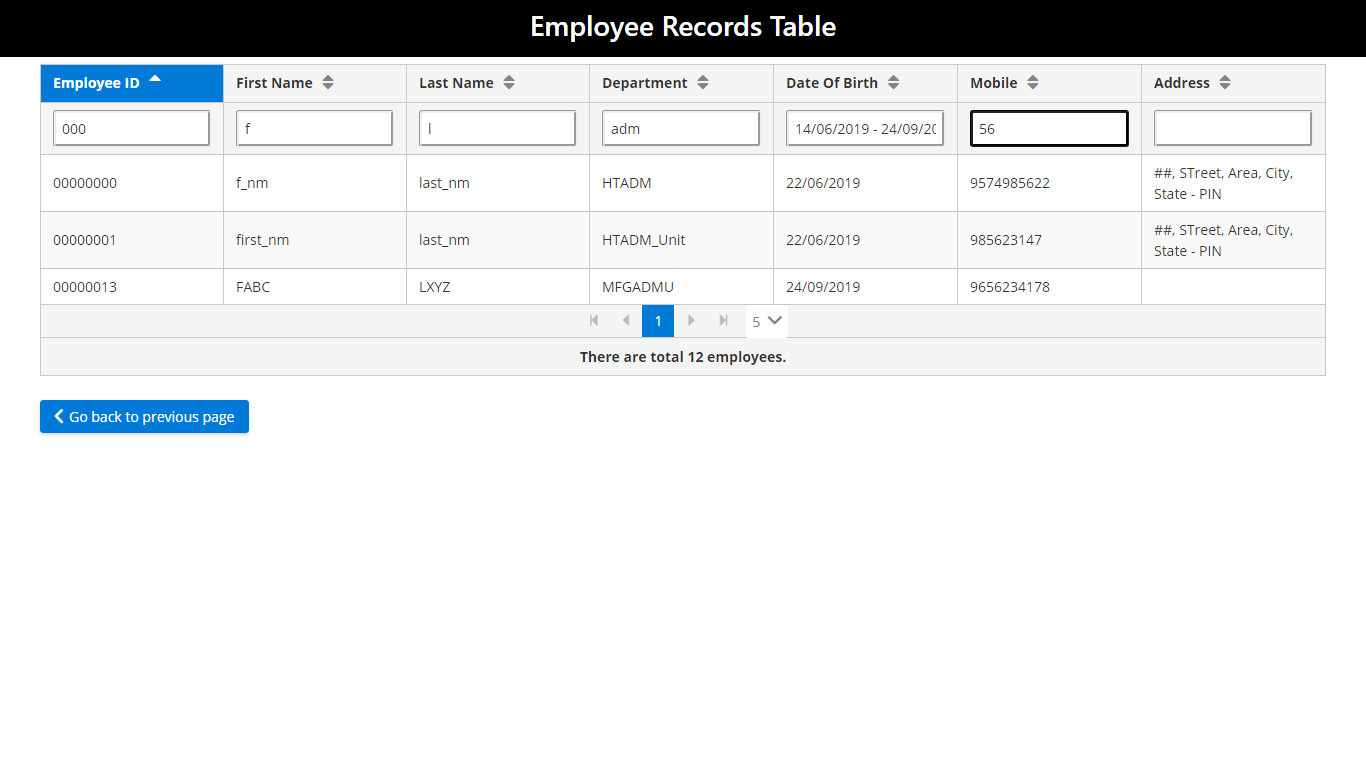 Employee Records Table
Employee ID First Name Last Name Department Date Of Birth Mobile Address
000 f l adm 14/06/2019 - 24/09/20 56
00000000 f_nm last_nm HTADM 22/06/2019 9574985622 ##, STreet, Area, City,
State - PIN
00000001 first_nm last_nm HTADM_Unit 22/06/2019 985623147 ##, STreet, Area, City,
State - PIN
00000013 FABC LXYZ MFGADMU 24/09/2019 9656234178
1 5
There are total 12 employees.
Go back to previous page